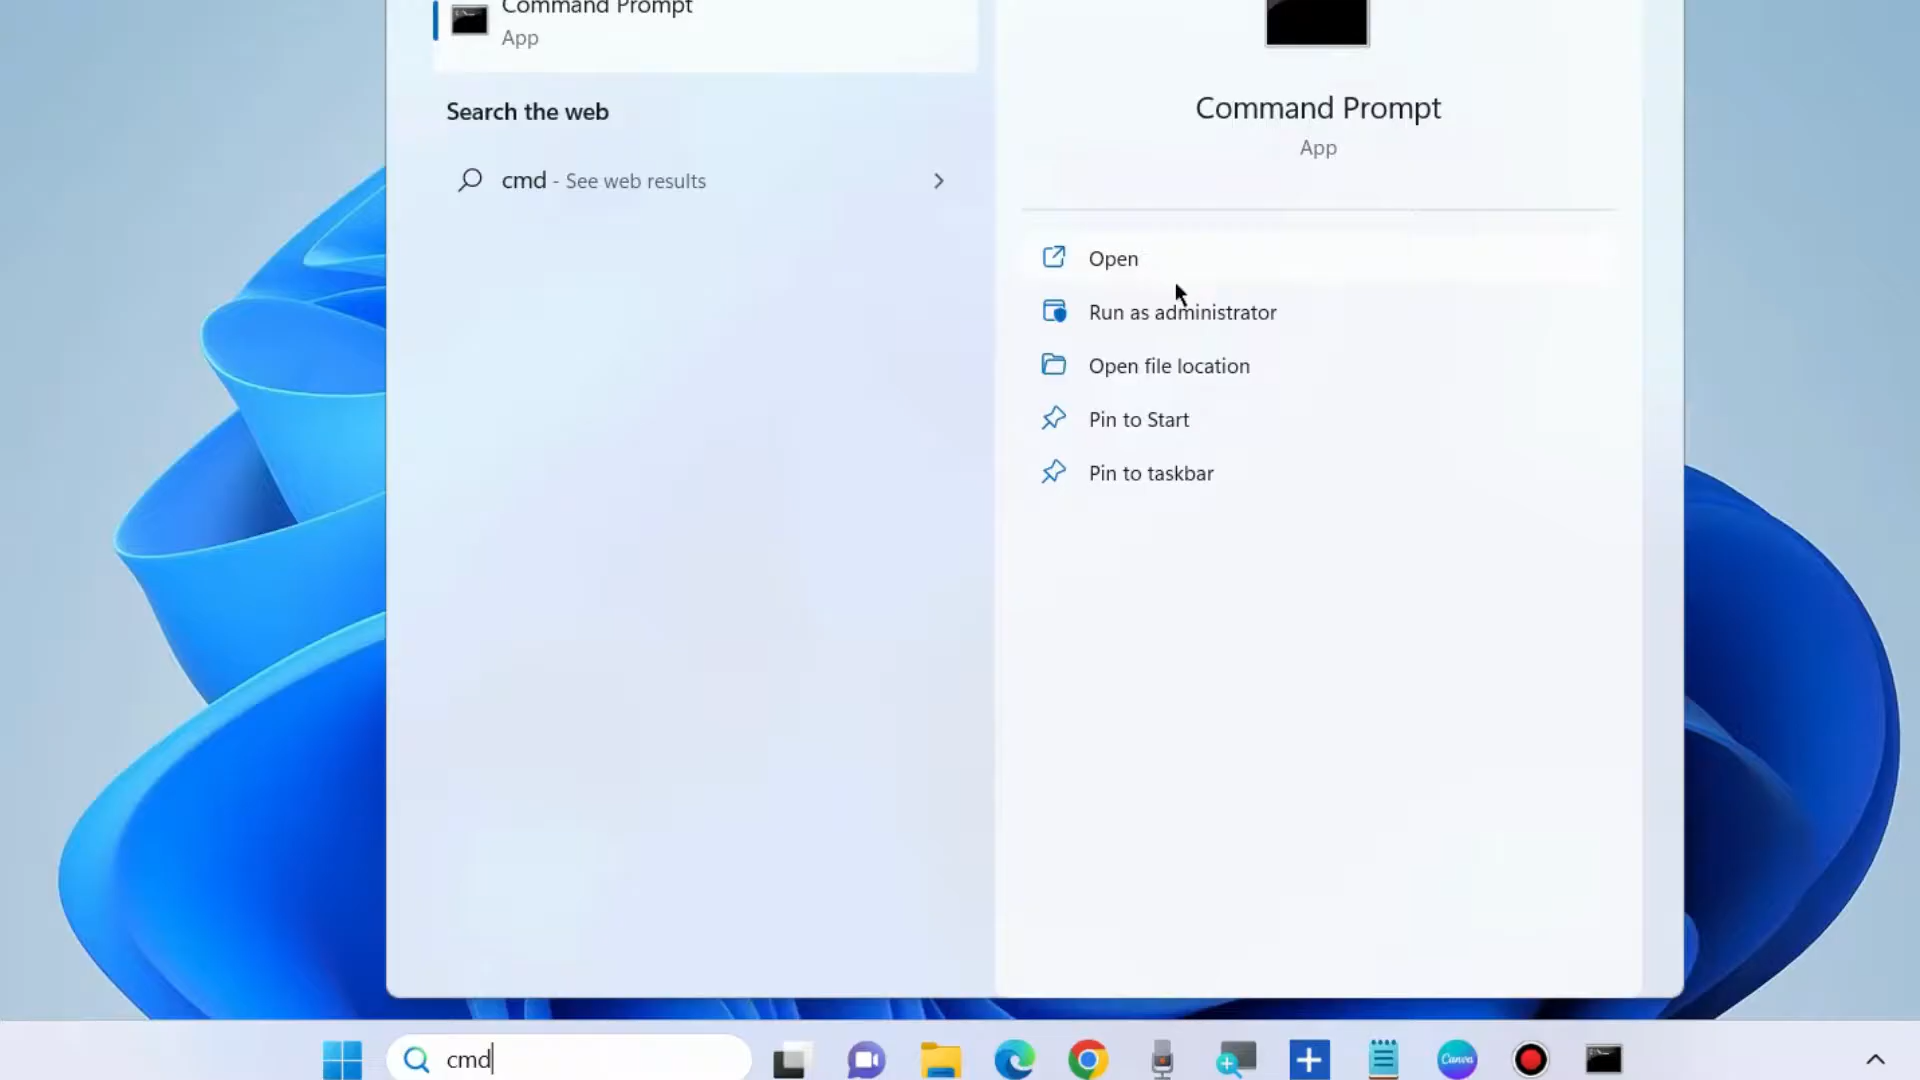 Command Prompt
App
Search the web
cmd - See web results
Command Prompt
App
Open
Run as administrator
Open file location
Pin to Start
Pin to taskbar
cmd
Canva